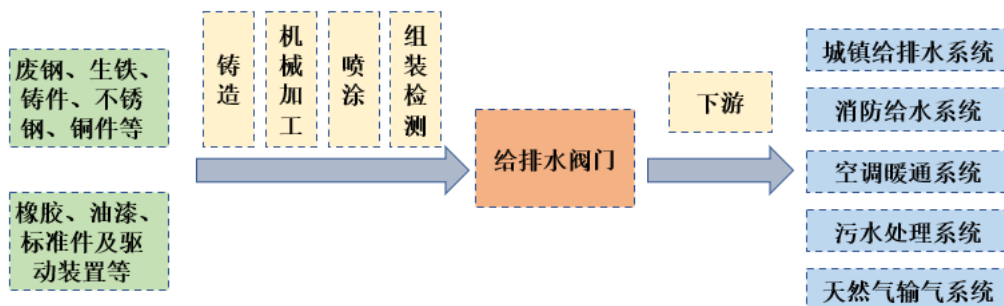 废钢、生铁、
铸件、不锈
钢、铜件等
橡胶、油漆、
标准件及驱
动装置等
铸造
机械加工
喷涂
组装检测
给排水阀门
下游
城镇给排水系统
消防给水系统
空调暖通系统
污水处理系统
天然气输气系统